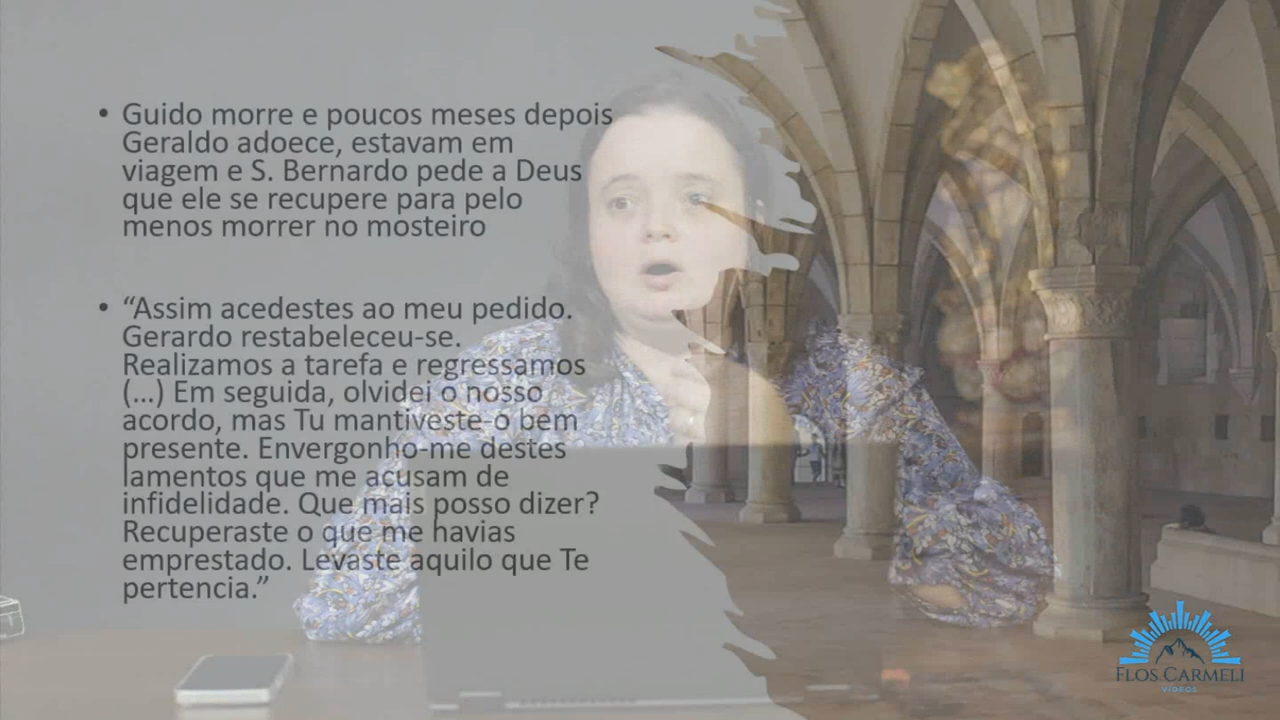 • Guido morre e poucos meses depois
Geraldo adoece, estavam em
viagem e S. Bernardo pede a Deus
que ele se recupere para pelo
menos morrer no mosteiro
• “Assim acedestes ao meu pedido.
Gerardo restabeleceu-se.
Realizamos a tarefa e regressamos
(...) Em seguida, olvidei o nosso
acordo, mas Tu mantiveste-o bem
presente. Envergonho-me destes
lamentos que me acusam de
infidelidade. Que mais posso dizer?
Recuperaste o que me havias
emprestado. Levaste aquilo que Te
pertencia.”
FLOS CARMELI
VÍDEOS